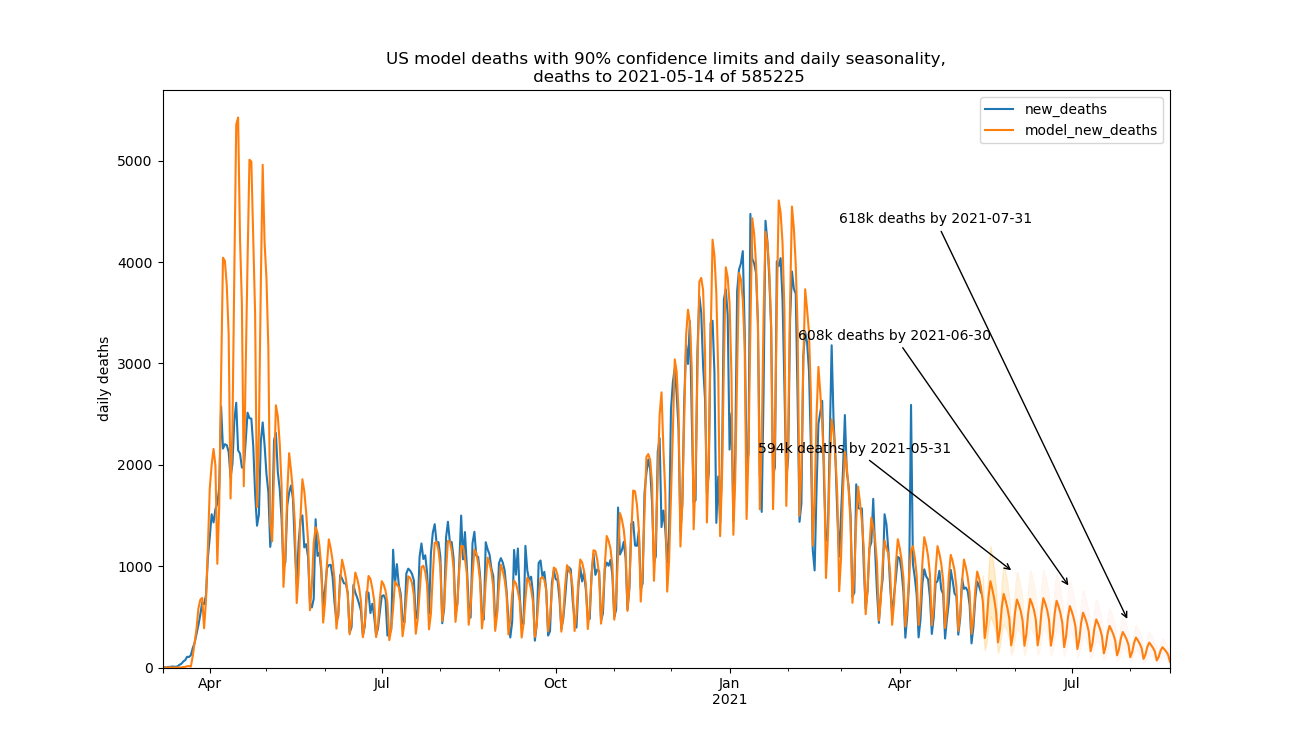 US model deaths with 90% confidence limits and daily seasonality,
deaths to 2021-05-14 of 585225
new_deaths
model_new_deaths
618k deaths by 2021-07-31
608k deaths by 2021-06-30
594k deaths by 2021-05-31
daily deaths
5000
4000
3000
2000
1000
0
Apr
Jul
Oct
Jan
2021
Apr
Jul